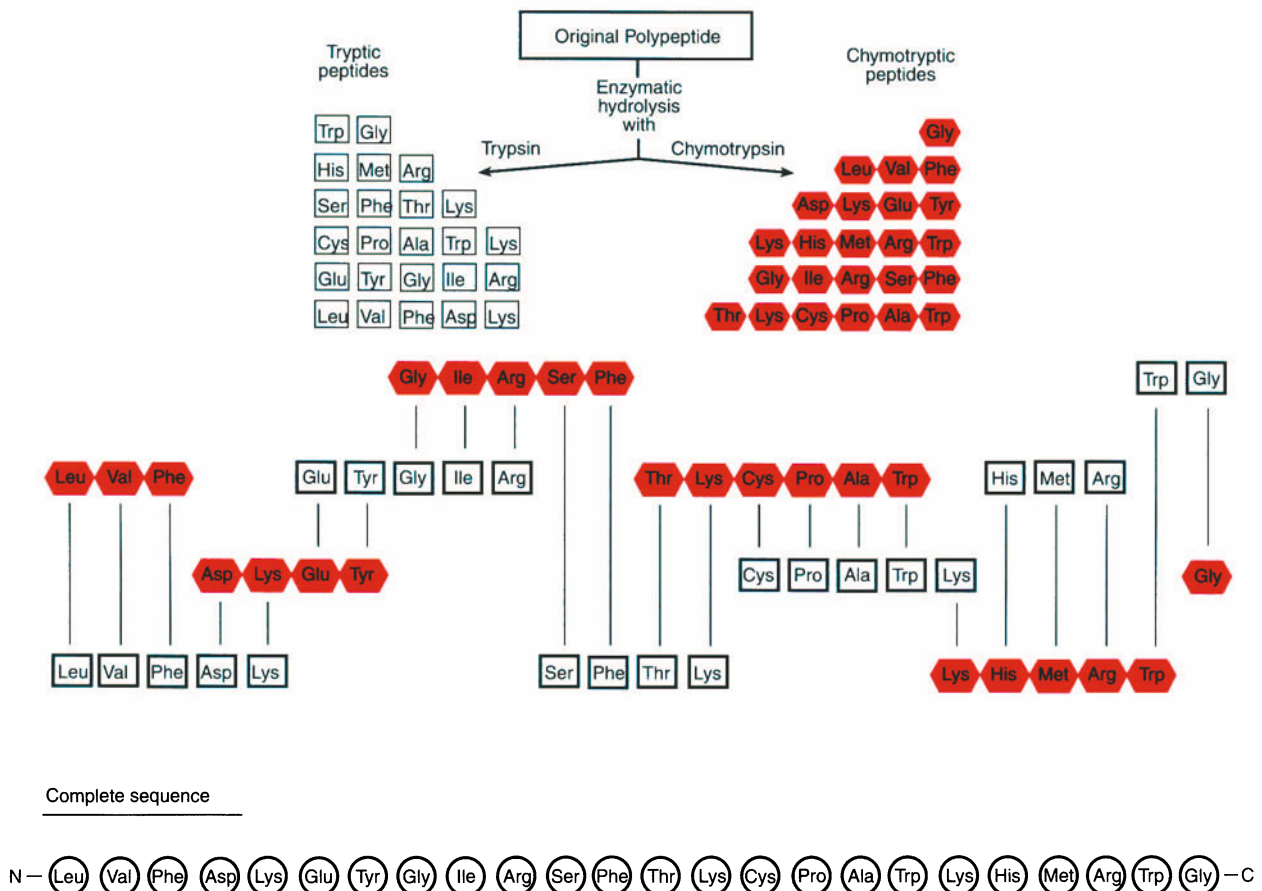 Original Polypeptide
Tryptic
peptides
Chymotryptic
peptides
Enzymatic
hydrolysis
with
Trypsin
Chymotrypsin
Trp Gly
His Met Arg
Ser Phe Thr Lys
Cys Pro Ala Trp Lys
Glu Tyr Gly Ile Arg
Leu Val Phe Asp Lys
Gly
Leu Val Phe
Asp Lys Glu Tyr
Lys His Met Arg Trp
Gly Ile Arg Ser Phe
Thr Lys Cys Pro Ala Trp
Gly Ile Arg Ser Phe
Trp Gly
Leu Val Phe
Glu Tyr Gly Ile Arg
Thr Lys Cys Pro Ala Trp
His Met Arg
Asp Lys Glu Tyr
Cys Pro Ala Trp Lys
Gly
Leu Val Phe Asp Lys
Ser Phe Thr Lys
Lys His Met Arg Trp
Complete sequence
N – Leu Val Phe Asp Lys Glu Tyr Gly Ile Arg Ser Phe Thr Lys Cys Pro Ala Trp Lys His Met Arg Trp Gly – C